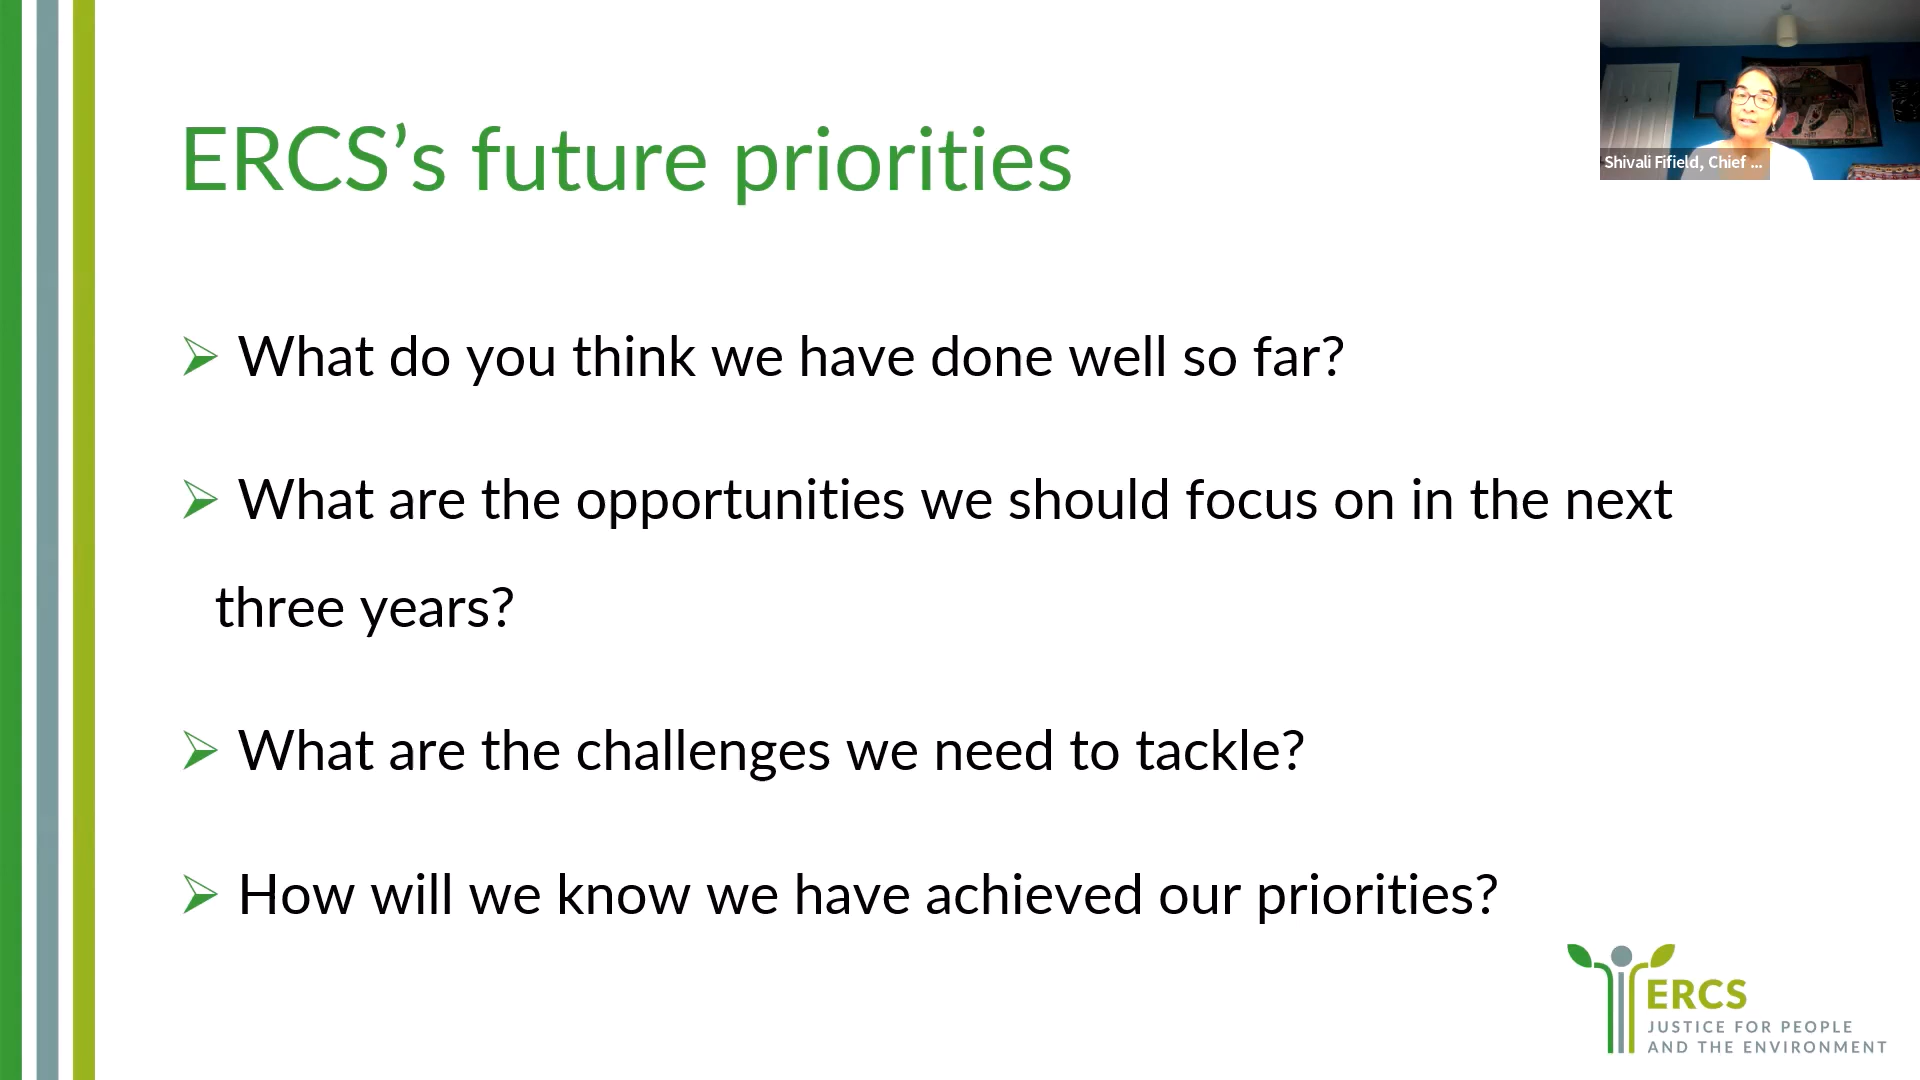 ERCS’s future priorities
Shivali Fifield, Chief ...
➢ What do you think we have done well so far?
➢ What are the opportunities we should focus on in the next
three years?
➢ What are the challenges we need to tackle?
➢ How will we know we have achieved our priorities?
ERCS
JUSTICE FOR PEOPLE
AND THE ENVIRONMENT